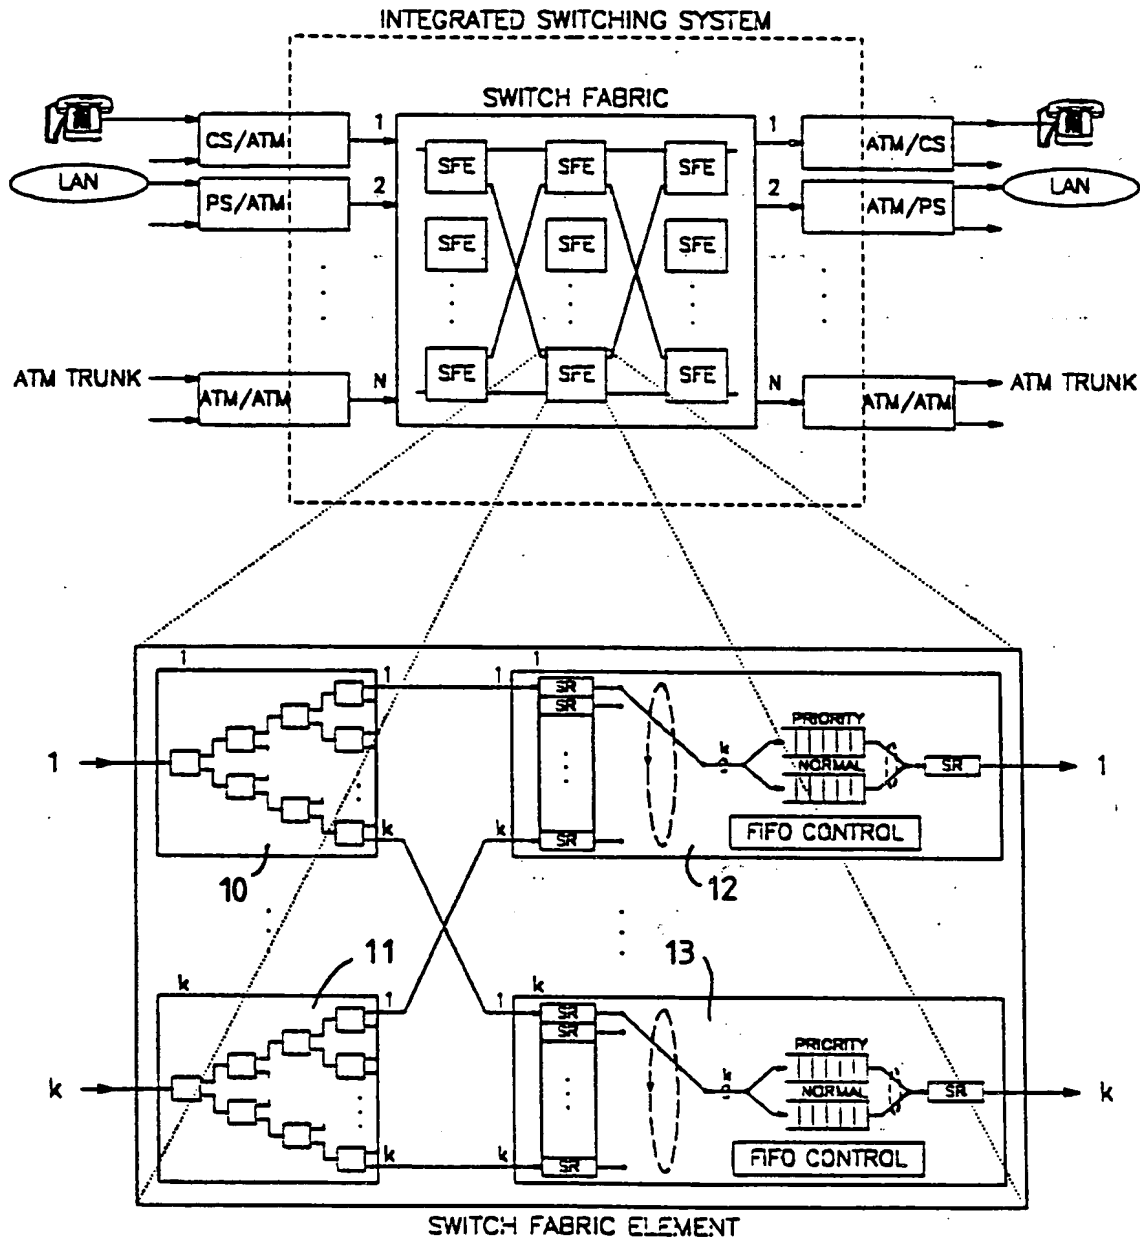 INTEGRATED SWITCHING SYSTEM
SWITCH FABRIC
CS/ATM
1
SFE
SFE
SFE
1
ATM/CS
LAN
PS/ATM
2
2
ATM/PS
LAN
SFE
SFE
SFE
ATM TRUNK
ATM/ATM
N
SFE
SFE
SFE
N
ATM/ATM
ATM TRUNK
1
1
1
1
SR
SR
PRIORITY
1
k
NORMAL
SR
1
k
k
SR
FIFO CONTROL
10
12
11
13
k
1
1
k
SR
SR
PRIORITY
k
k
NORMAL
SR
k
k
k
SR
FIFO CONTROL
SWITCH FABRIC ELEMENT